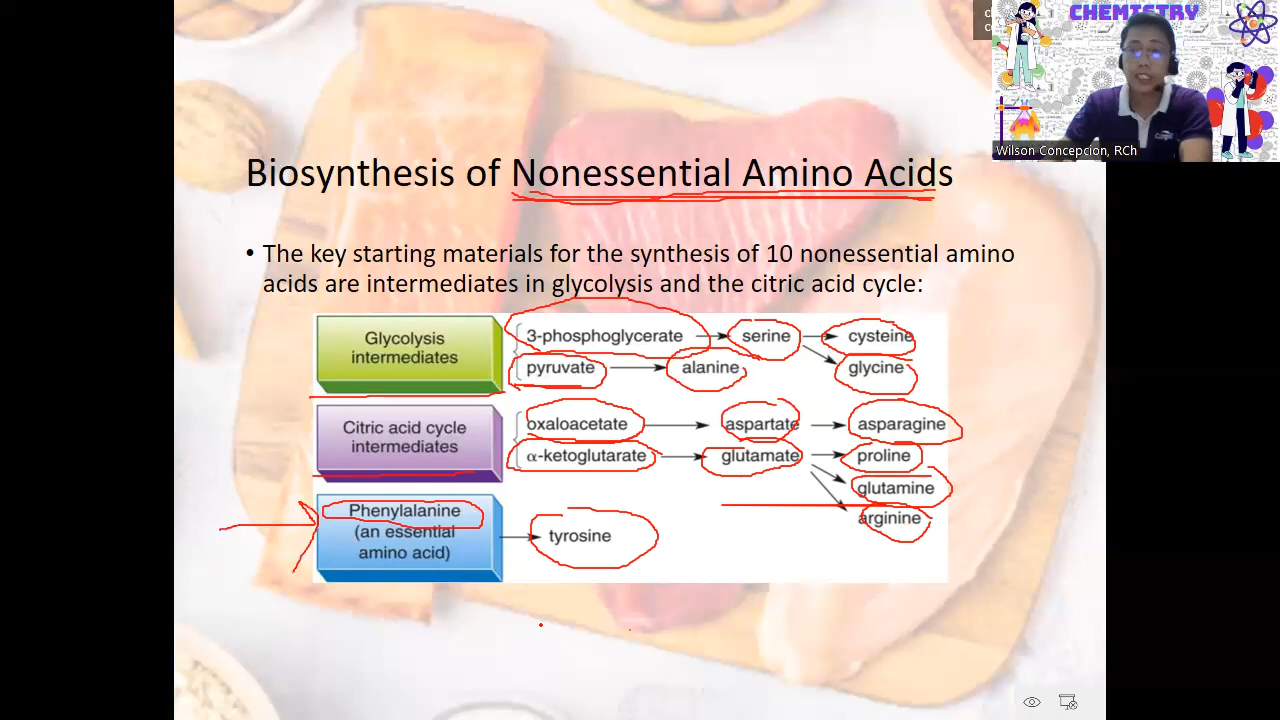 CHEMISTRY
Wilson Concepcion, RCh
Biosynthesis of Nonessential Amino Acids
• The key starting materials for the synthesis of 10 nonessential amino
acids are intermediates in glycolysis and the citric acid cycle:
Glycolysis
intermediates
3-phosphoglycerate
serine
cysteine
pyruvate
alanine
glycine
Citric acid cycle
intermediates
oxaloacetate
aspartate
asparagine
α-ketoglutarate
glutamate
proline
glutamine
arginine
Phenylalanine
(an essential
amino acid)
tyrosine